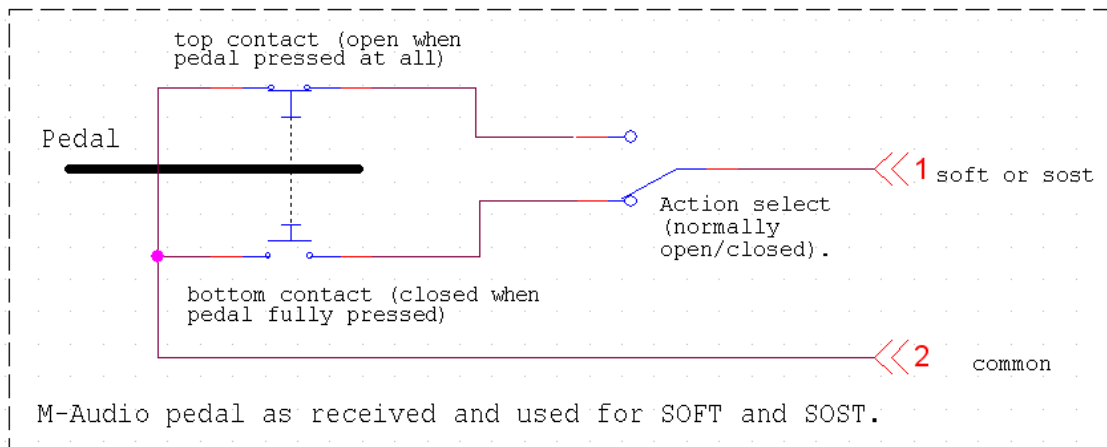 top contact (open when
pedal pressed at all)
Pedal
1 soft or sost
Action select
(normally
open/closed).
bottom contact (closed when
pedal fully pressed)
2 common
M-Audio pedal as received and used for SOFT and SOST.